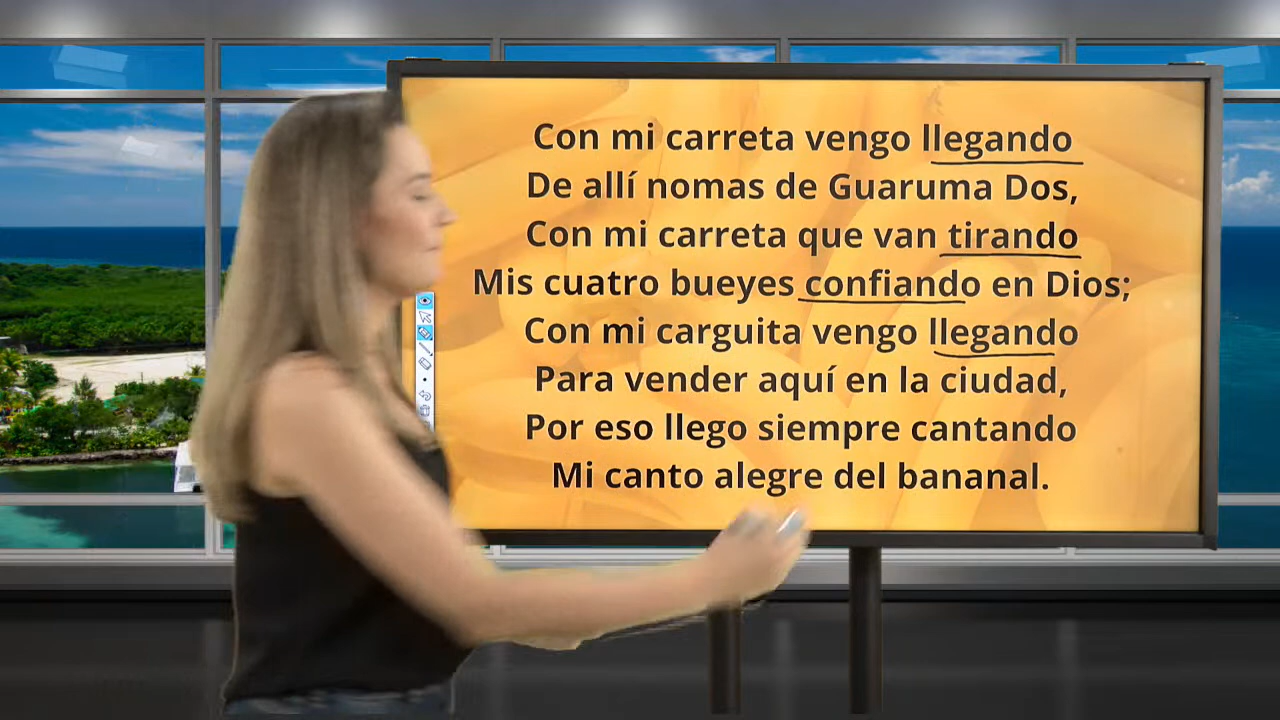 Con mi carreta vengo llegando
De allí nomas de Guaruma Dos,
Con mi carreta que van tirando
Mis cuatro bueyes confiando en Dios;
Con mi carguita vengo llegando
Para vender aquí en la ciudad,
Por eso llego siempre cantando
Mi canto alegre del bananal.